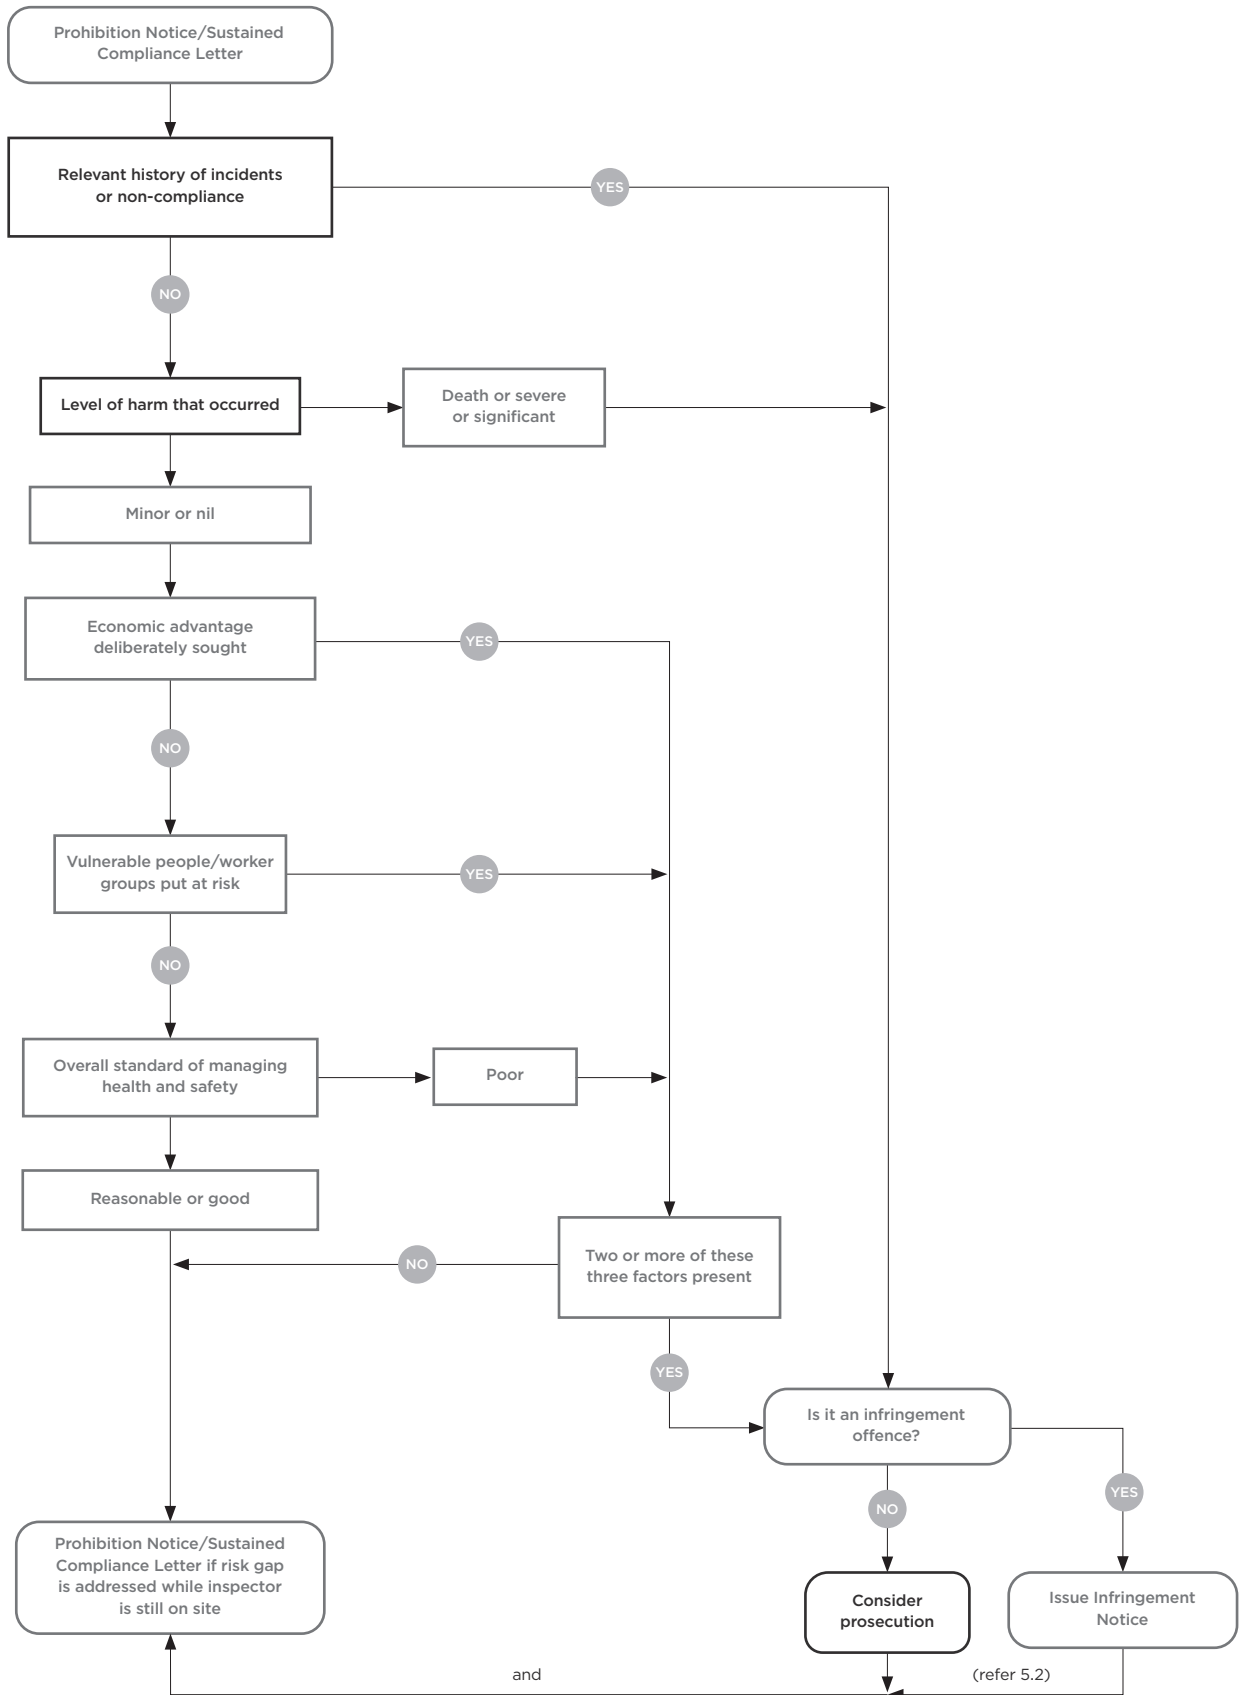 Prohibition Notice/Sustained
Compliance Letter
Relevant history of incidents
or non-compliance
YES
NO
Level of harm that occurred
Death or severe
or significant
Minor or nil
Economic advantage
deliberately sought
YES
NO
Vulnerable people/worker
groups put at risk
YES
NO
Overall standard of managing
health and safety
Poor
Reasonable or good
Two or more of these
three factors present
NO
YES
Is it an infringement
offence?
NO
YES
Prohibition Notice/Sustained
Compliance Letter if risk gap
is addressed while inspector
is still on site
Consider
prosecution
Issue Infringement
Notice
and
(refer 5.2)